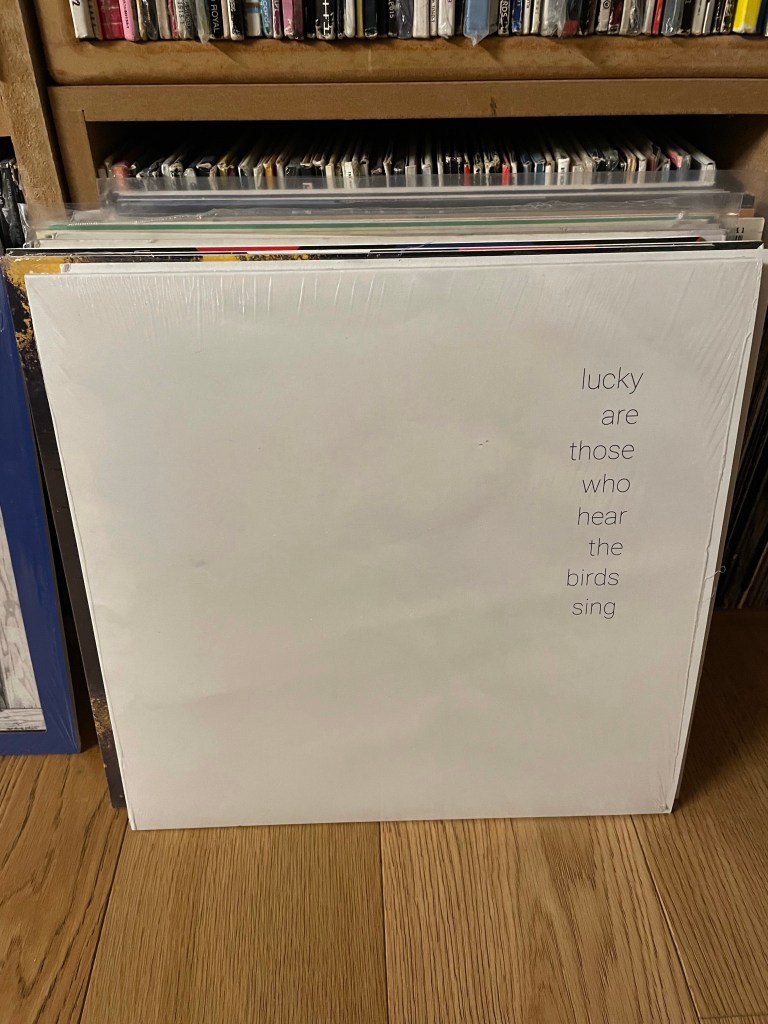 lucky
are
those
who
hear
the
birds
sing